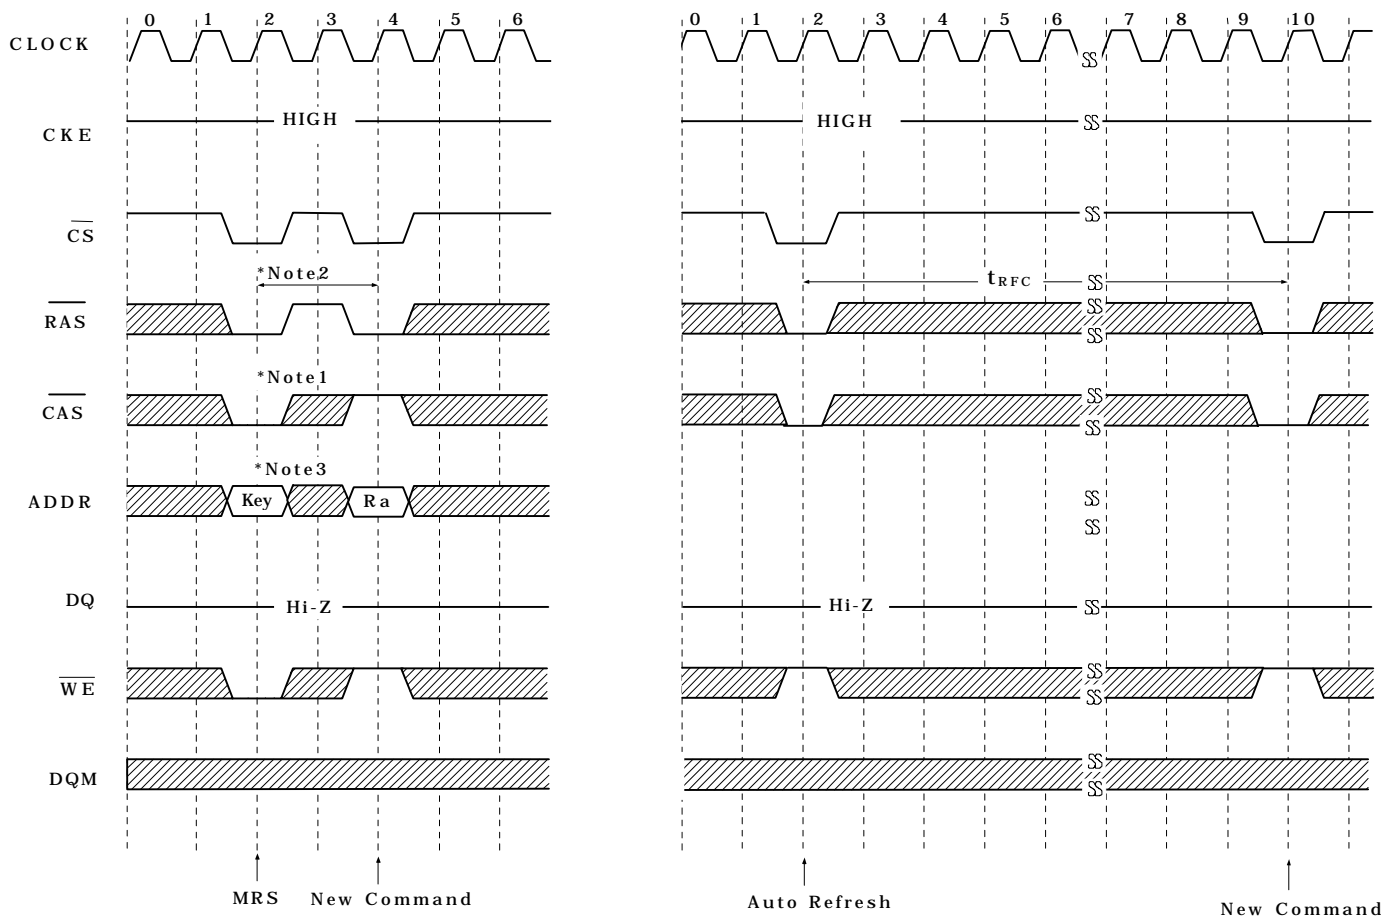 0 1 2 3 4 5 6 0 1 2 3 4 5 6 7 8 9 10
CLOCK
CKE HIGH HIGH
CS
*Note2 tRFC
RAS
*Note1
CAS
*Note3
ADDR Key Ra
DQ Hi-Z Hi-Z
WE
DQM
MRS New Command Auto Refresh New Command